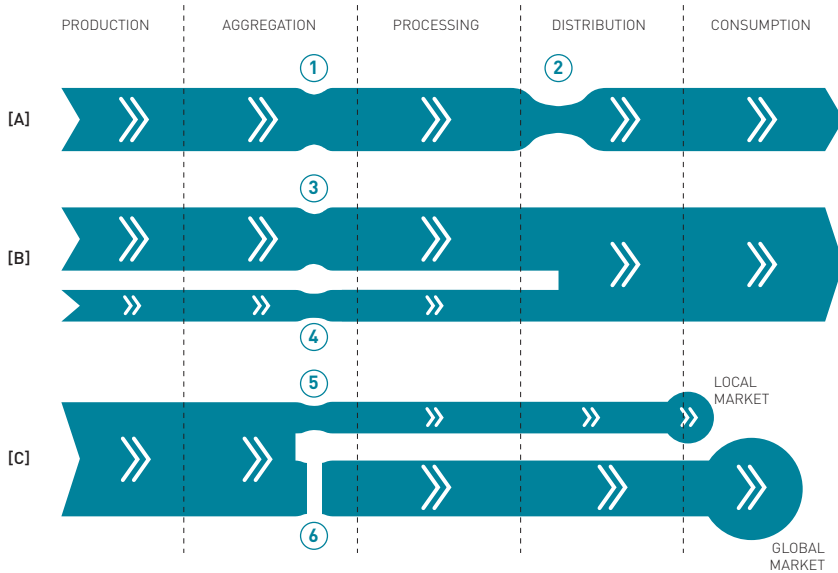 PRODUCTION AGGREGATION PROCESSING DISTRIBUTION CONSUMPTION
1 2
[A]
3
[B]
4
5
LOCAL
MARKET
[C]
6
GLOBAL
MARKET